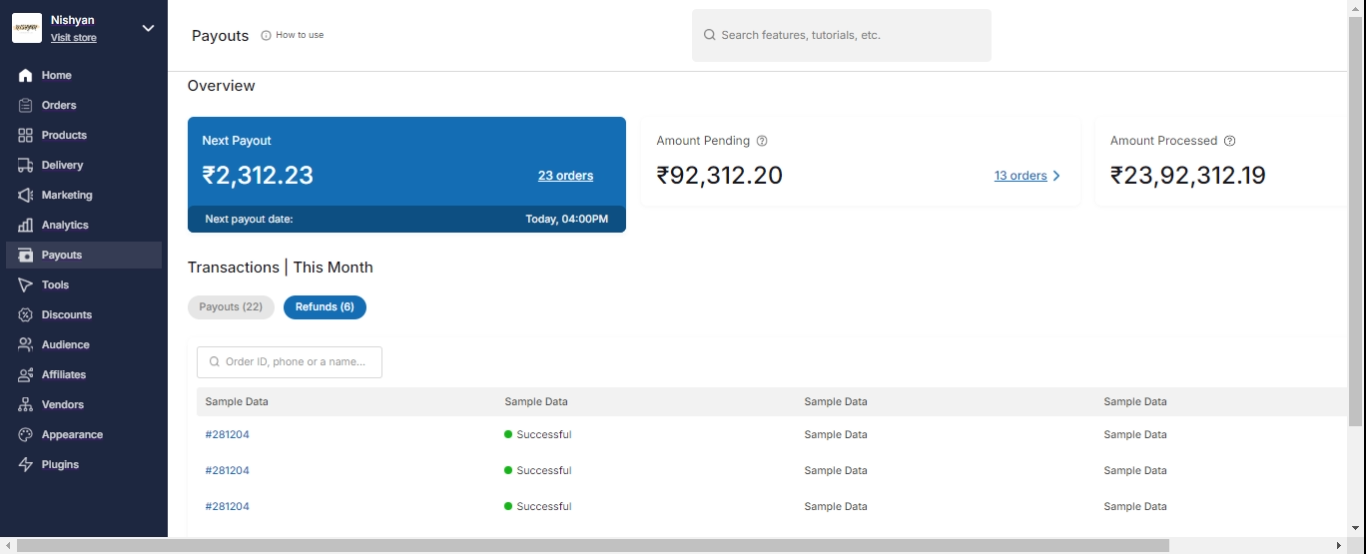 Nishyan
Visit store
Home
Orders
Products
Delivery
Marketing
Analytics
Payouts
Tools
Discounts
Audience
Affiliates
Vendors
Appearance
Plugins
Payouts How to use
Search features, tutorials, etc.
Overview
Next Payout
₹2,312.23 23 orders
Next payout date: Today, 04:00PM
Amount Pending
₹92,312.20 13 orders
Amount Processed
₹23,92,312.19
Transactions | This Month
Payouts (22) Refunds (6)
Order ID, phone or a name...
Sample Data Sample Data Sample Data Sample Data
#281204 Successful Sample Data Sample Data
#281204 Successful Sample Data Sample Data
#281204 Successful Sample Data Sample Data